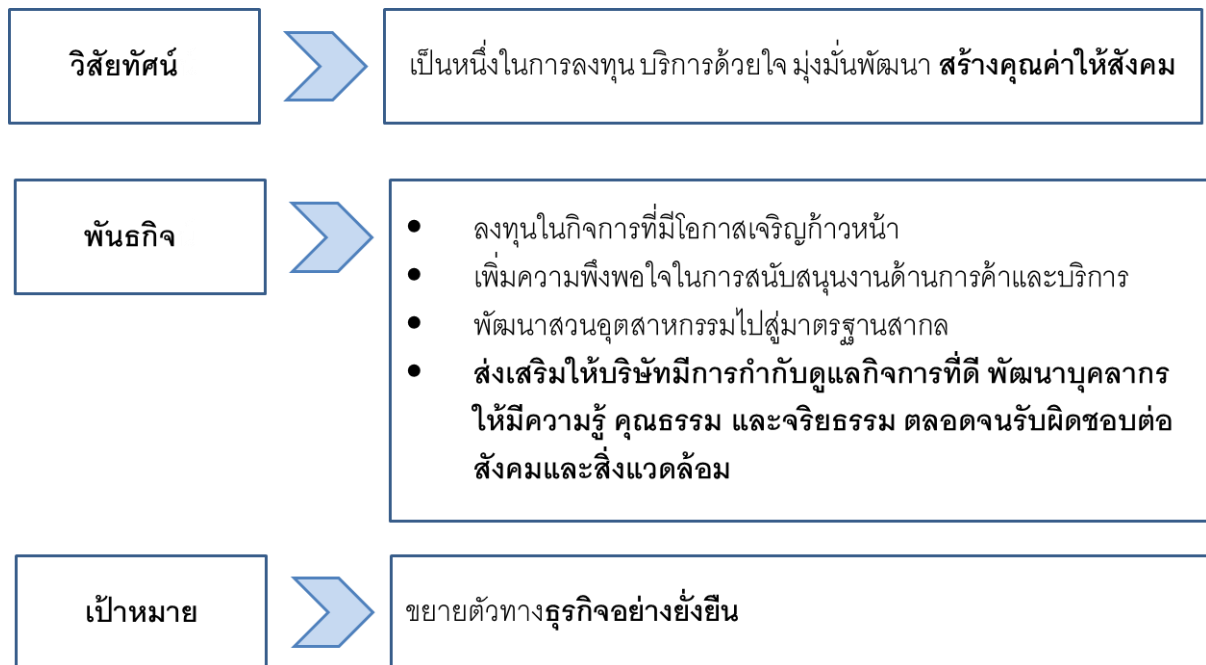 วิสัยทัศน์
เป็นหนึ่งในการลงทุน บริการด้วยใจ มุ่งมั่นพัฒนา สร้างคุณค่าให้สังคม
พันธกิจ
● ลงทุนในกิจการที่มีโอกาสเจริญก้าวหน้า
● เพิ่มความพึงพอใจในการสนับสนุนงานด้านการค้าและบริการ
● พัฒนาสวนอุตสาหกรรมไปสู่มาตรฐานสากล
● ส่งเสริมให้บริษัทมีการกำกับดูแลกิจการที่ดี พัฒนาบุคลากร
ให้มีความรู้ คุณธรรม และจริยธรรม ตลอดจนรับผิดชอบต่อ
สังคมและสิ่งแวดล้อม
เป้าหมาย
ขยายตัวทางธุรกิจอย่างยั่งยืน